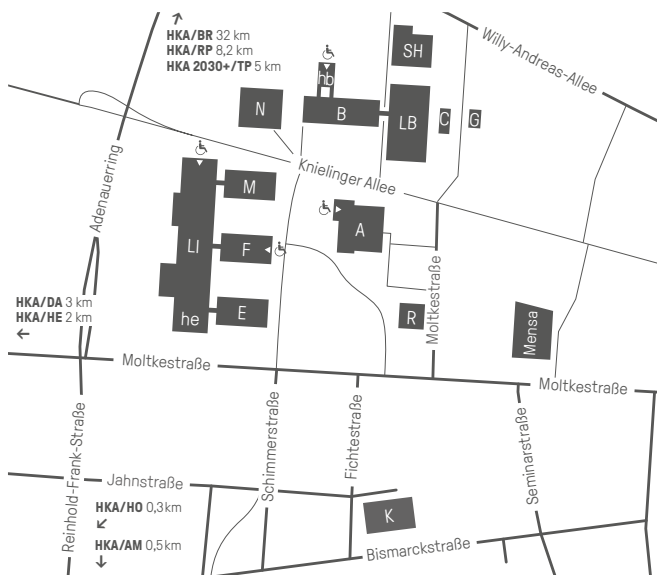 HKA/BR 32 km
HKA/RP 8,2 km
HKA 2030+/TP 5 km
Willy-Andreas-Allee
SH
hb
N
B
LB
C
G
Knielinger Allee
Adenauerring
M
A
LI
F
HKA/DA 3 km
HKA/HE 2 km
E
he
R
Moltkestraße
Mensa
Moltkestraße
Moltkestraße
Reinhold-Frank-Straße
Schimmerstraße
Fichtestraße
Seminarstraße
Jahnstraße
HKA/HO 0,3 km
K
HKA/AM 0,5 km
Bismarckstraße